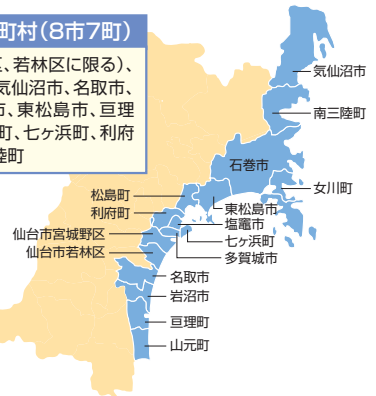 町村(8市7町)
区、若林区に限る)、
気仙沼市、名取市、
市、東松島市、亘理
町、七ヶ浜町、利府
陸町
気仙沼市
南三陸町
石巻市
女川町
松島町
東松島市
利府町
塩竈市
仙台市宮城野区
七ヶ浜町
仙台市若林区
多賀城市
名取市
岩沼市
亘理町
山元町